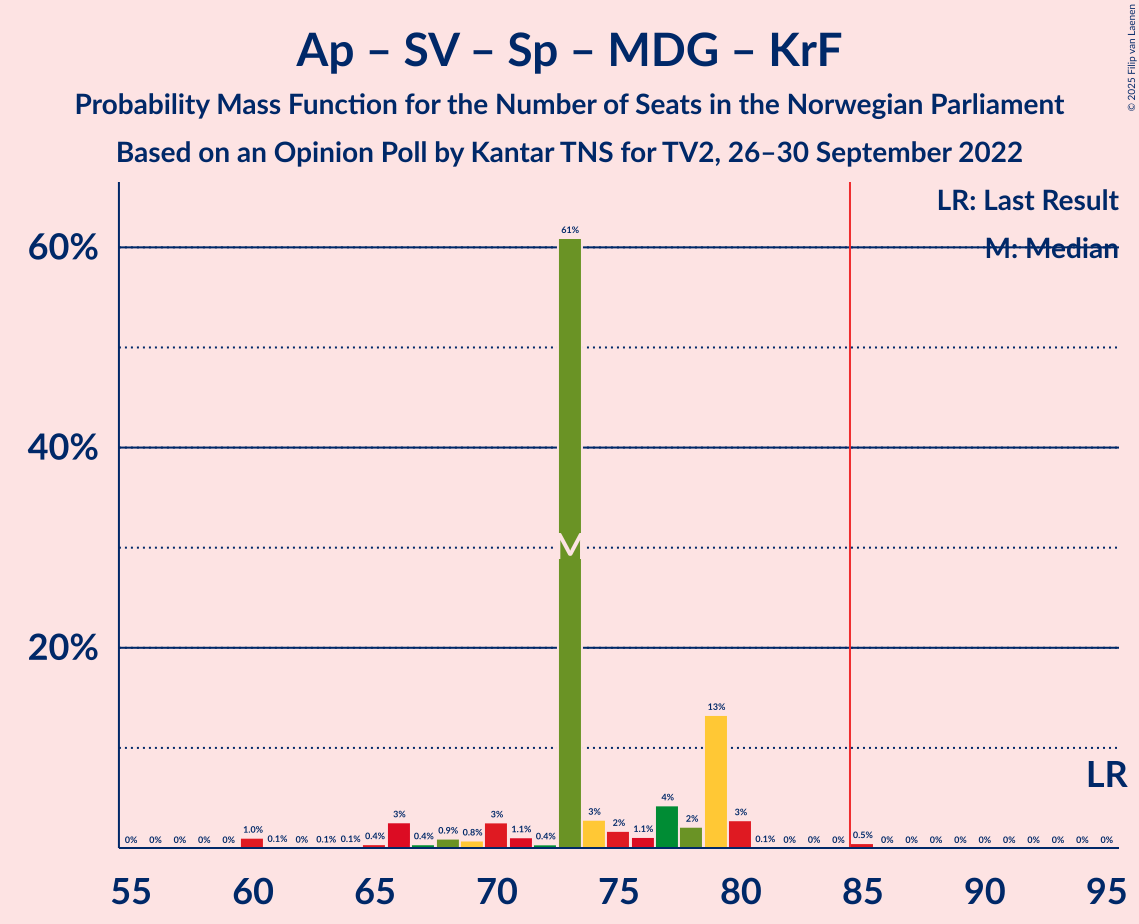 Ap – SV – Sp – MDG – KrF
Probability Mass Function for the Number of Seats in the Norwegian Parliament
Based on an Opinion Poll by Kantar TNS for TV2, 26–30 September 2022
© 2025 Filip van Laenen
LR: Last Result
M: Median
60%
40%
20%
0% 0% 0% 0% 0% 1.0% 0.1% 0% 0.1% 0.1% 0.4% 3% 0.4% 0.9% 0.8% 3% 1.1% 0.4% 61% 3% 2% 1.1% 4% 2% 13% 3% 0.1% 0% 0% 0% 0.5% 0% 0% 0% 0% 0% 0% 0% 0% 0% 0%
M
LR
55 60 65 70 75 80 85 90 95